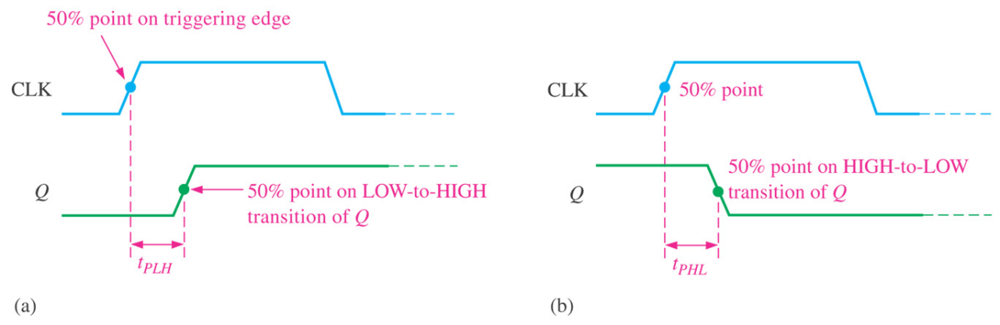 50% point on triggering edge
CLK
Q
50% point on LOW-to-HIGH
transition of Q
tPLH
(a)
CLK
50% point
Q
50% point on HIGH-to-LOW
transition of Q
tPHL
(b)